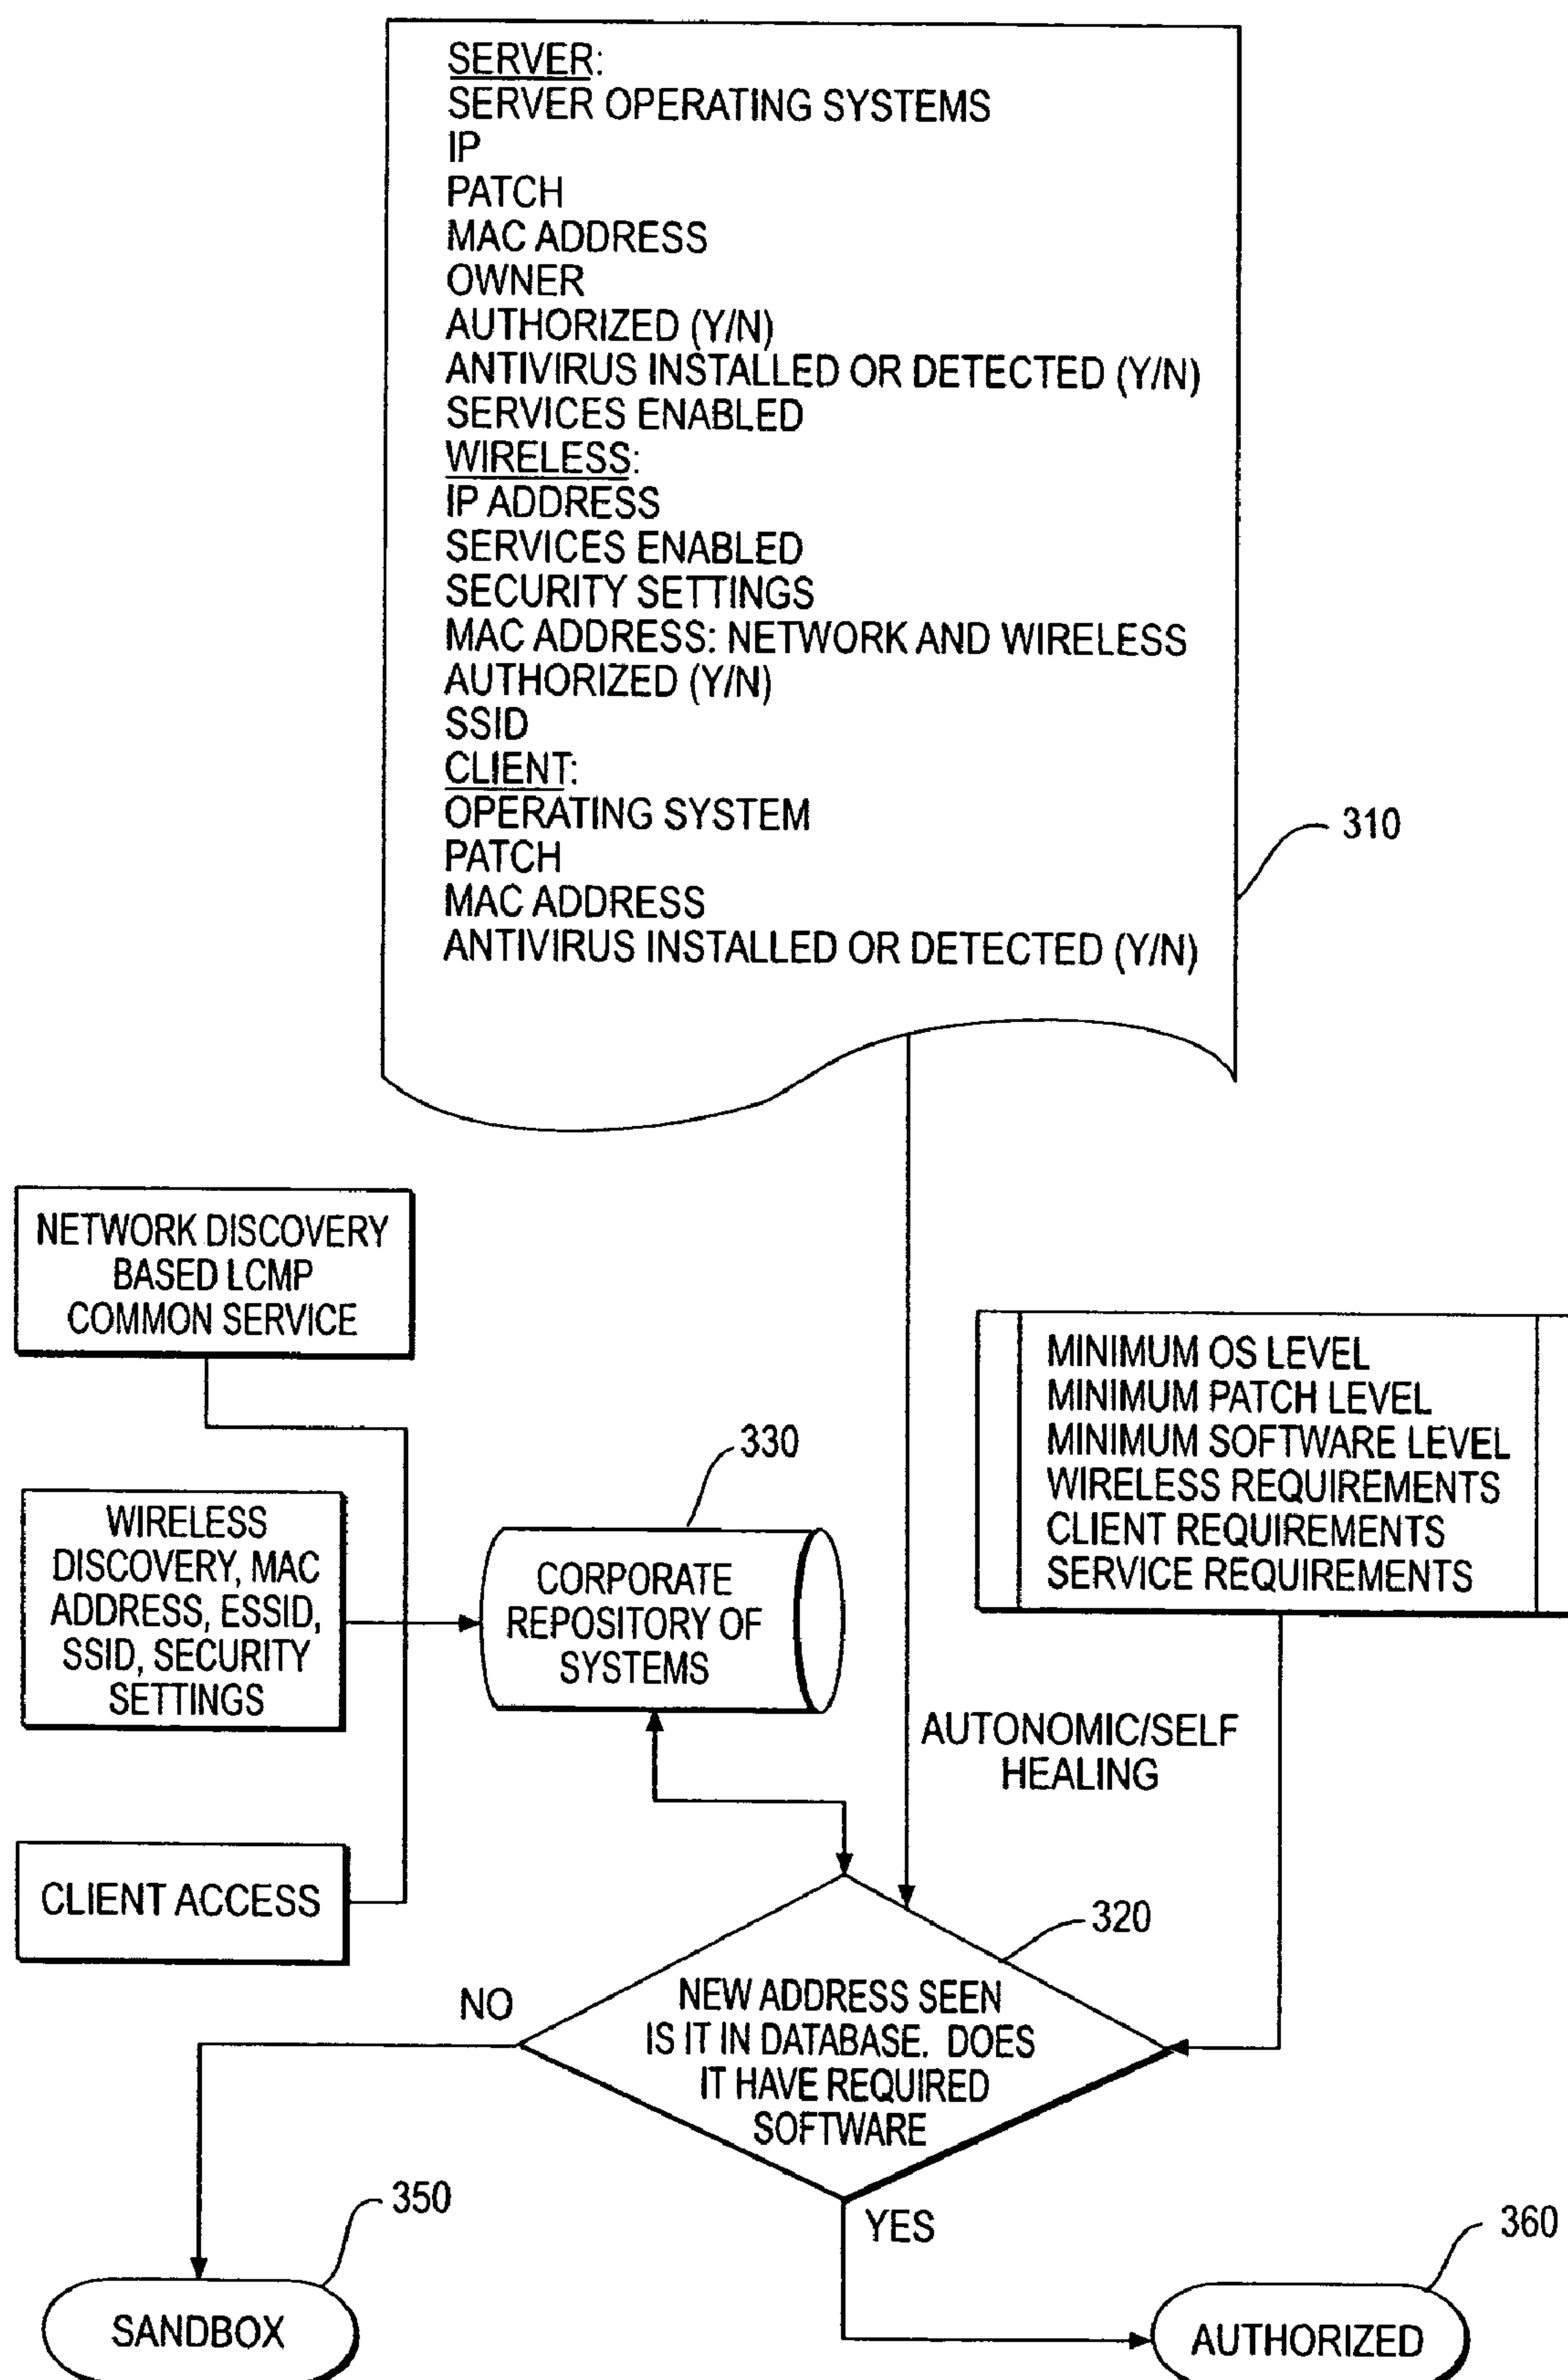 SERVER:
SERVER OPERATING SYSTEMS
IP
PATCH
MAC ADDRESS
OWNER
AUTHORIZED (Y/N)
ANTIVIRUS INSTALLED OR DETECTED (Y/N)
SERVICES ENABLED
WIRELESS:
IP ADDRESS
SERVICES ENABLED
SECURITY SETTINGS
MAC ADDRESS: NETWORK AND WIRELESS
AUTHORIZED (Y/N)
SSID
CLIENT:
OPERATING SYSTEM
PATCH
MAC ADDRESS
ANTIVIRUS INSTALLED OR DETECTED (Y/N)
310
NETWORK DISCOVERY
BASED LCMP
COMMON SERVICE
MINIMUM OS LEVEL
MINIMUM PATCH LEVEL
MINIMUM SOFTWARE LEVEL
WIRELESS REQUIREMENTS
CLIENT REQUIREMENTS
SERVICE REQUIREMENTS
330
WIRELESS
DISCOVERY, MAC
ADDRESS, ESSID,
SSID, SECURITY
SETTINGS
CORPORATE
REPOSITORY OF
SYSTEMS
AUTONOMIC/SELF
HEALING
CLIENT ACCESS
320
NO
NEW ADDRESS SEEN
IS IT IN DATABASE. DOES
IT HAVE REQUIRED
SOFTWARE
YES
350
SANDBOX
360
AUTHORIZED